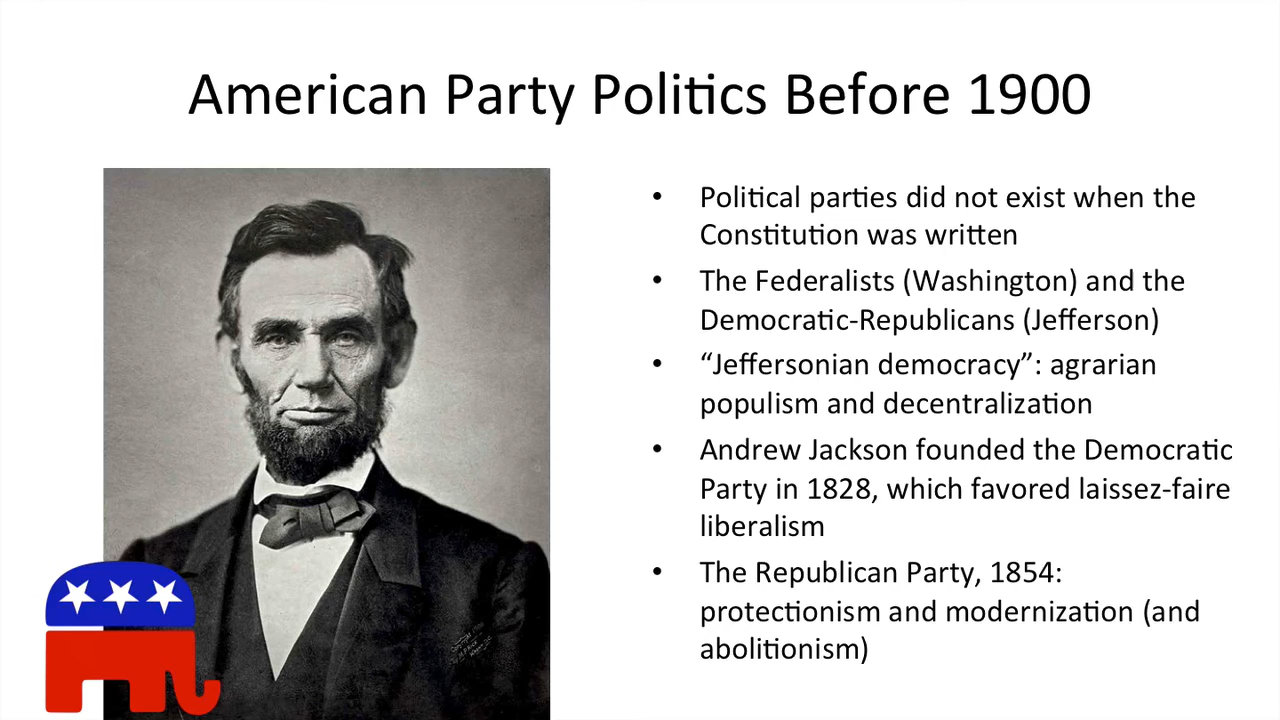 American Party Politics Before 1900
• Political parties did not exist when the
Constitution was written
• The Federalists (Washington) and the
Democratic-Republicans (Jefferson)
• “Jeffersonian democracy”: agrarian
populism and decentralization
• Andrew Jackson founded the Democratic
Party in 1828, which favored laissez-faire
liberalism
• The Republican Party, 1854:
protectionism and modernization (and
abolitionism)